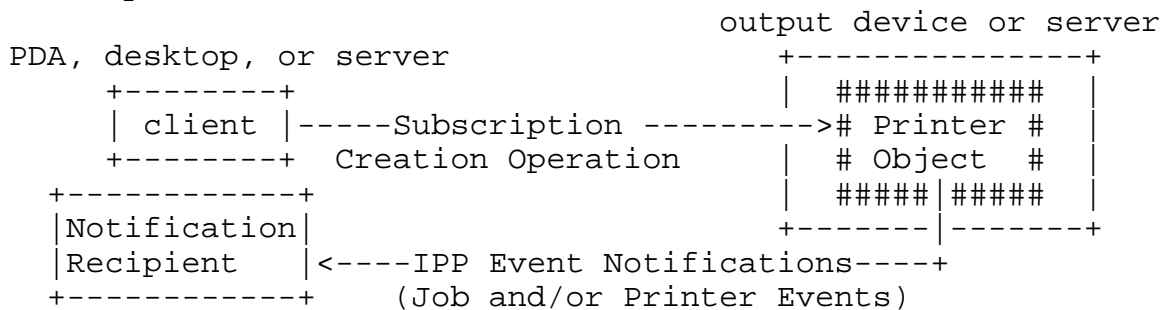 output device or server
PDA, desktop, or server                            +---------------+
       +--------+                                  |  ###########  |
       | client |-----Subscription ---------># Printer #   |
       +--------+  Creation Operation       |  # Object  #   |
   +------------+                                  |  #####|#####  |
   |Notification|                                  +-------|-------+
   |Recipient   |<----IPP Event Notifications----+
   +------------+     (Job and/or Printer Events)